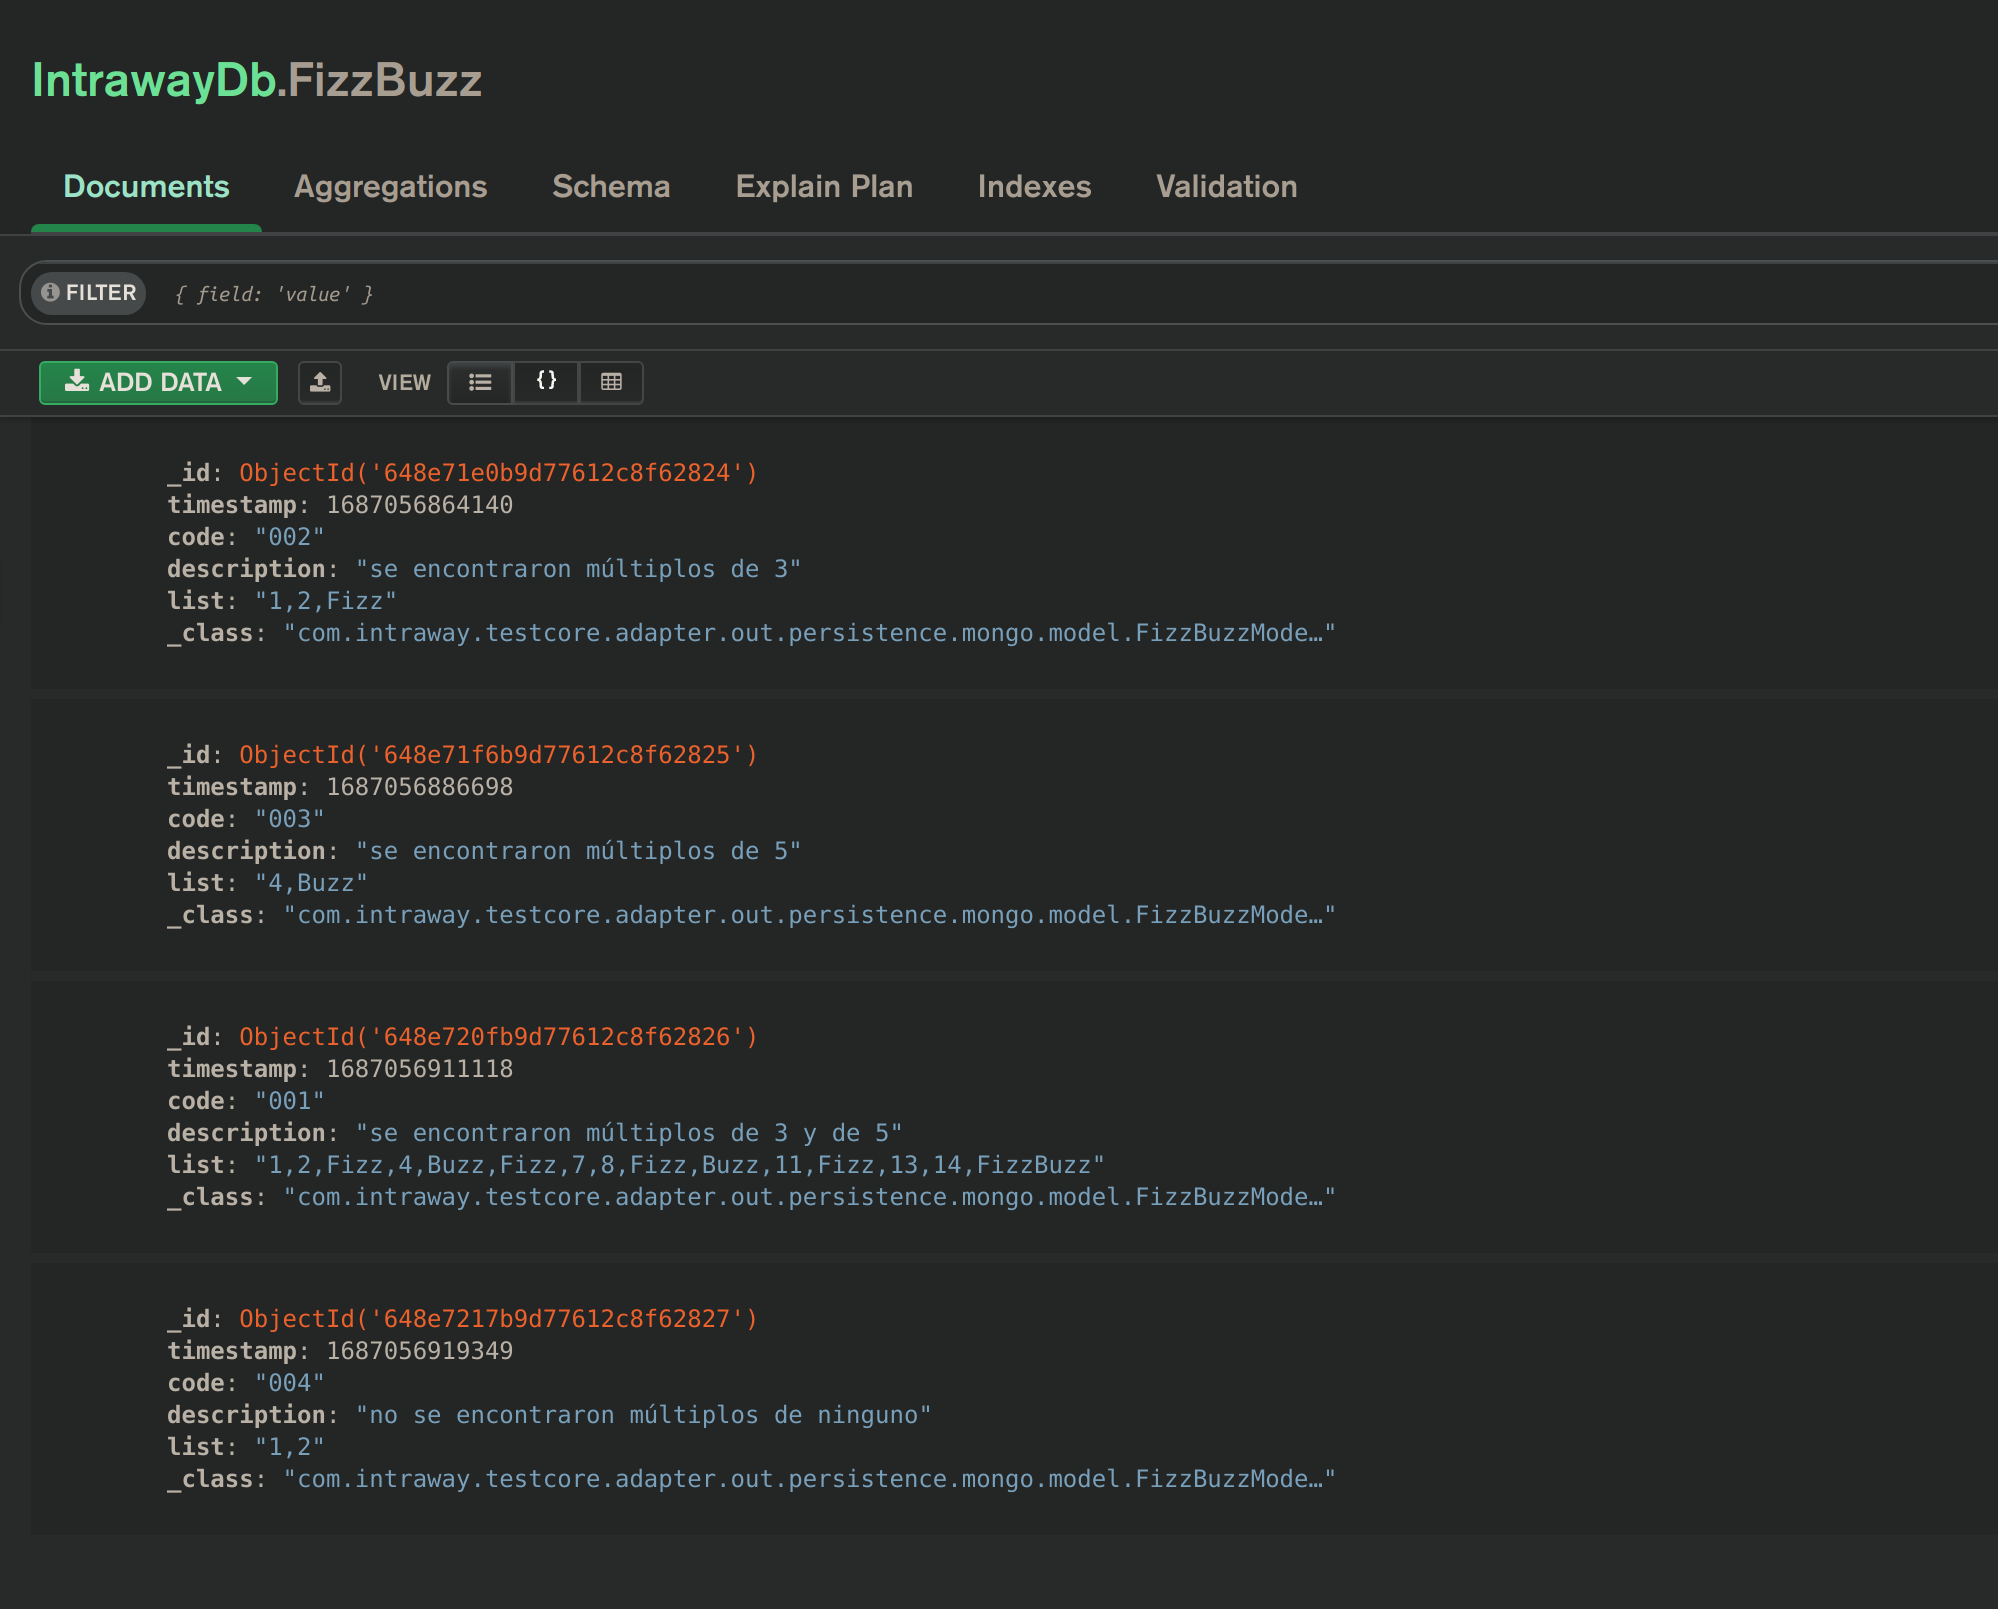 IntrawayDb.FizzBuzz
Documents Aggregations Schema Explain Plan Indexes Validation
FILTER { field: 'value' }
ADD DATA VIEW {}
_id: ObjectId('648e71e0b9d77612c8f62824')
timestamp: 1687056864140
code: "002"
description: "se encontraron múltiplos de 3"
list: "1,2,Fizz"
_class: "com.intraway.testcore.adapter.out.persistence.mongo.model.FizzBuzzMode…"
_id: ObjectId('648e71f6b9d77612c8f62825')
timestamp: 1687056886698
code: "003"
description: "se encontraron múltiplos de 5"
list: "4,Buzz"
_class: "com.intraway.testcore.adapter.out.persistence.mongo.model.FizzBuzzMode…"
_id: ObjectId('648e720fb9d77612c8f62826')
timestamp: 1687056911118
code: "001"
description: "se encontraron múltiplos de 3 y de 5"
list: "1,2,Fizz,4,Buzz,Fizz,7,8,Fizz,Buzz,11,Fizz,13,14,FizzBuzz"
_class: "com.intraway.testcore.adapter.out.persistence.mongo.model.FizzBuzzMode…"
_id: ObjectId('648e7217b9d77612c8f62827')
timestamp: 1687056919349
code: "004"
description: "no se encontraron múltiplos de ninguno"
list: "1,2"
_class: "com.intraway.testcore.adapter.out.persistence.mongo.model.FizzBuzzMode…"